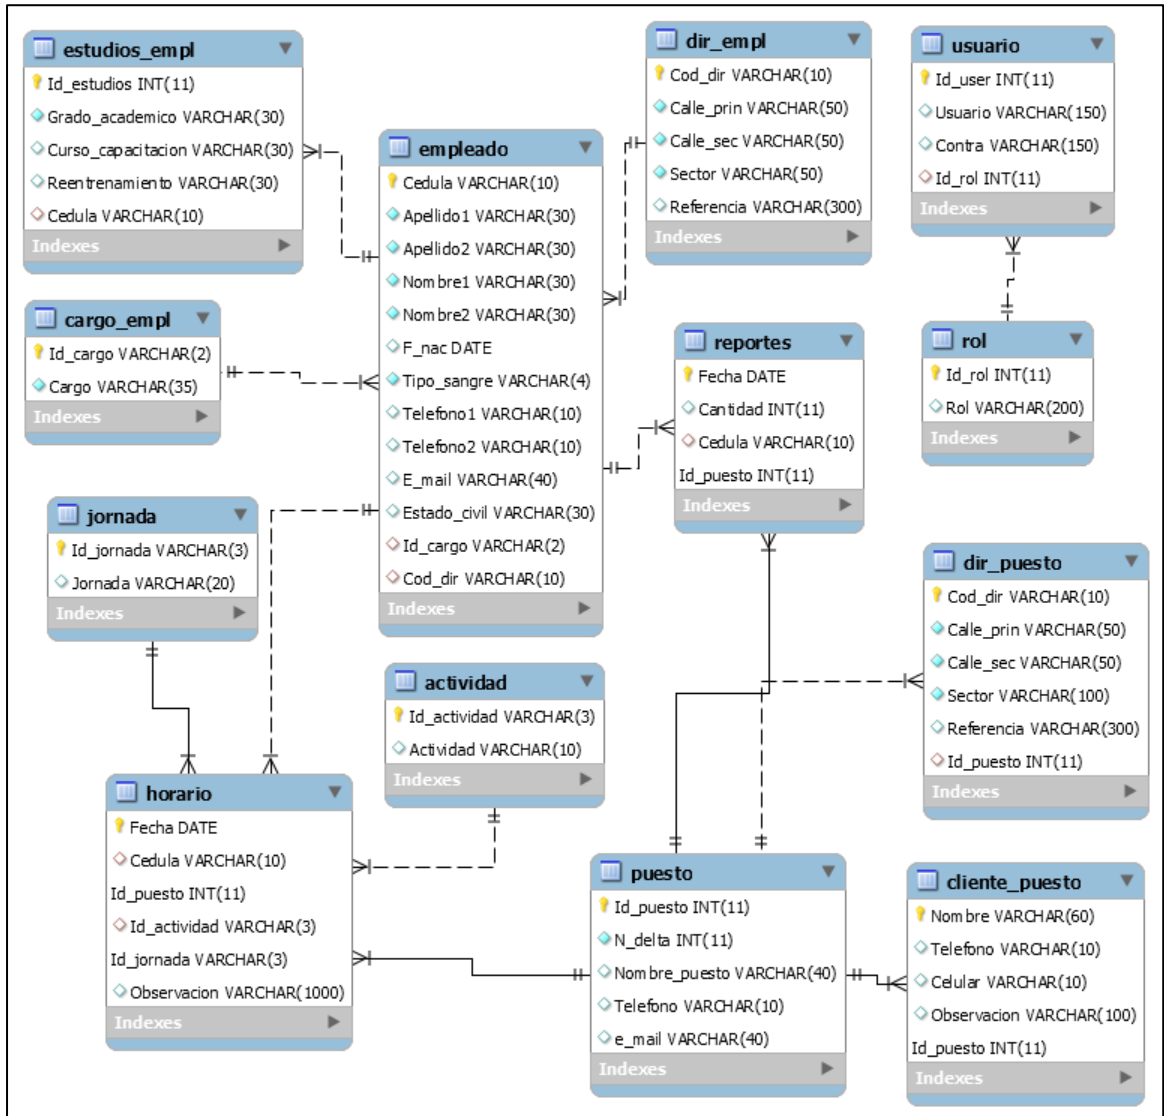 estudios_empl
Id_estudios INT(11)
Grado_academico VARCHAR(30)
Curso_capacitacion VARCHAR(30)
Reentrenamiento VARCHAR(30)
Cedula VARCHAR(10)
Indexes
cargo_empl
Id_cargo VARCHAR(2)
Cargo VARCHAR(35)
Indexes
jornada
Id_jornada VARCHAR(3)
Jornada VARCHAR(20)
Indexes
horario
Fecha DATE
Cedula VARCHAR(10)
Id_puesto INT(11)
Id_actividad VARCHAR(3)
Id_jornada VARCHAR(3)
Observacion VARCHAR(1000)
Indexes
empleado
Cedula VARCHAR(10)
Apellido1 VARCHAR(30)
Apellido2 VARCHAR(30)
Nombre1 VARCHAR(30)
Nombre2 VARCHAR(30)
F_nac DATE
Tipo_sangre VARCHAR(4)
Telefono1 VARCHAR(10)
Telefono2 VARCHAR(10)
E_mail VARCHAR(40)
Estado_civil VARCHAR(30)
Id_cargo VARCHAR(2)
Cod_dir VARCHAR(10)
Indexes
actividad
Id_actividad VARCHAR(3)
Actividad VARCHAR(10)
Indexes
dir_empl
Cod_dir VARCHAR(10)
Calle_prin VARCHAR(50)
Calle_sec VARCHAR(50)
Sector VARCHAR(50)
Referencia VARCHAR(300)
Indexes
reportes
Fecha DATE
Cantidad INT(11)
Cedula VARCHAR(10)
Id_puesto INT(11)
Indexes
puesto
Id_puesto INT(11)
N_delta INT(11)
Nombre_puesto VARCHAR(40)
Telefono VARCHAR(10)
e_mail VARCHAR(40)
Indexes
usuario
Id_user INT(11)
Usuario VARCHAR(150)
Contra VARCHAR(150)
Id_rol INT(11)
Indexes
rol
Id_rol INT(11)
Rol VARCHAR(200)
Indexes
dir_puesto
Cod_dir VARCHAR(10)
Calle_prin VARCHAR(50)
Calle_sec VARCHAR(50)
Sector VARCHAR(100)
Referencia VARCHAR(300)
Id_puesto INT(11)
Indexes
cliente_puesto
Nombre VARCHAR(60)
Telefono VARCHAR(10)
Celular VARCHAR(10)
Observacion VARCHAR(100)
Id_puesto INT(11)
Indexes